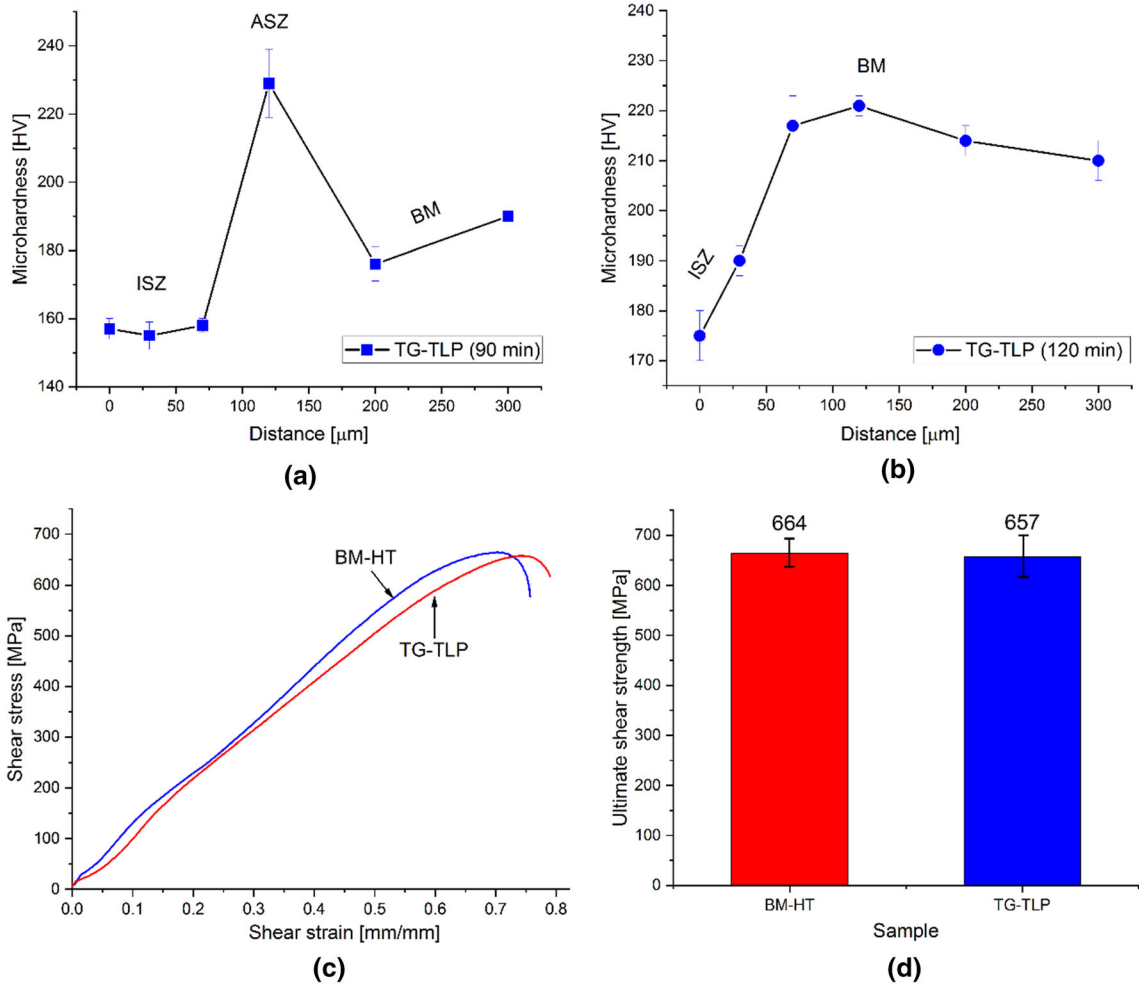 ASZ
240
220
200
180
160
140
Microhardness [HV]
ISZ
BM
TG-TLP (90 min)
0 50 100 150 200 250 300
Distance [μm]
(a)
240
230
220
210
200
190
180
170
Microhardness [HV]
BM
ISZ
TG-TLP (120 min)
0 50 100 150 200 250 300
Distance [μm]
(b)
700
600
500
400
300
200
100
0
Shear stress [MPa]
BM-HT
TG-TLP
0.0 0.1 0.2 0.3 0.4 0.5 0.6 0.7 0.8
Shear strain [mm/mm]
(c)
700
600
500
400
300
200
100
0
Ultimate shear strength [MPa]
664 657
BM-HT TG-TLP
Sample
(d)